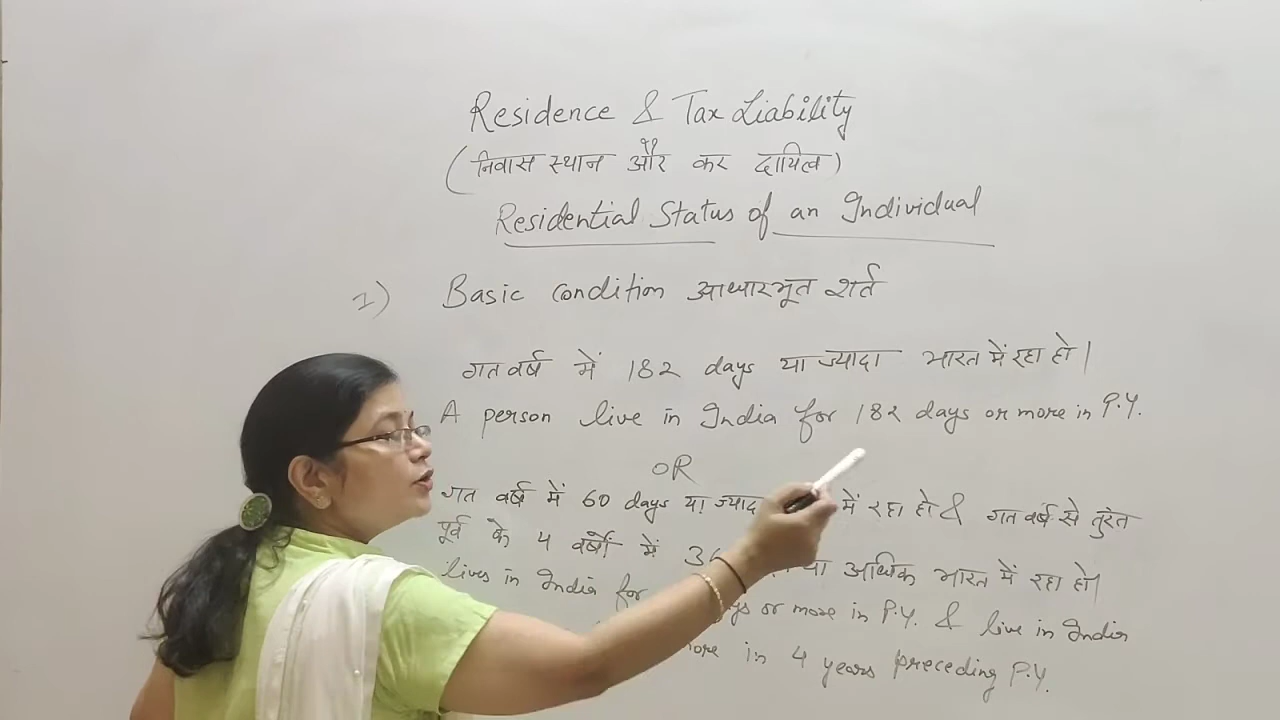 Residence & Tax Liability
(निवास स्थान और कर दायित्व)
Residential Status of an Individual
1) Basic condition आधारभूत शर्त
गत वर्ष में 182 days या ज्यादा भारत में रहा हो।
A person live in India for 182 days or more in P.Y.
OR
गत वर्ष में 60 days या में रहा हो & गत वर्ष से तुरंत
पूर्व के 4 वर्षों में या अधिक भारत में रहा हो।
lives in India for or more in P.Y. & live in India
in 4 years preceding P.Y.